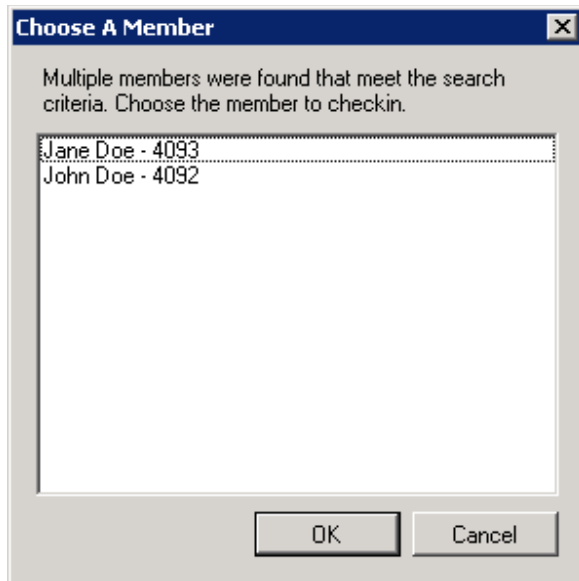 Choose A Member
Multiple members were found that meet the search
criteria. Choose the member to checkin.
Jane Doe - 4093
John Doe - 4092
OK
Cancel